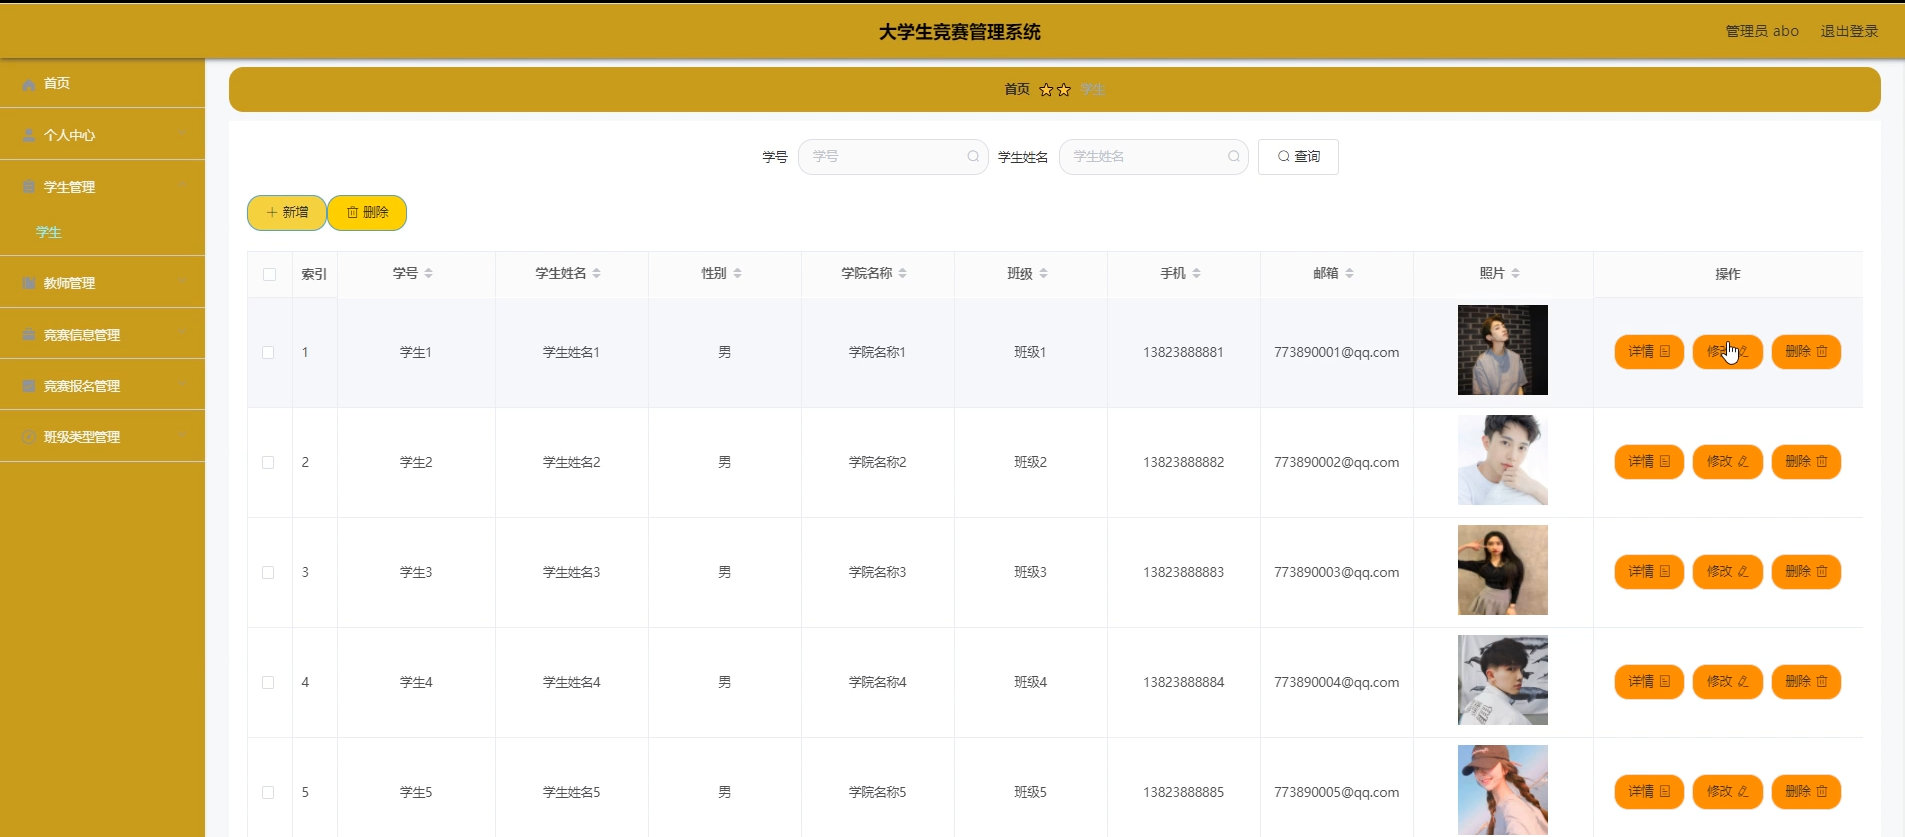 大学生竞赛管理系统
管理员 abo 退出登录
首页
个人中心
学生管理
学生
教师管理
竞赛信息管理
竞赛报名管理
班级类型管理
首页 学生
学号 学号 学生姓名 学生姓名 查询
新增 删除
索引 学号 学生姓名 性别 学院名称 班级 手机 邮箱 照片 操作
1 学生1 学生姓名1 男 学院名称1 班级1 13823888881 773890001@qq.com 详情 修改 删除
2 学生2 学生姓名2 男 学院名称2 班级2 13823888882 773890002@qq.com 详情 修改 删除
3 学生3 学生姓名3 男 学院名称3 班级3 13823888883 773890003@qq.com 详情 修改 删除
4 学生4 学生姓名4 男 学院名称4 班级4 13823888884 773890004@qq.com 详情 修改 删除
5 学生5 学生姓名5 男 学院名称5 班级5 13823888885 773890005@qq.com 详情 修改 删除